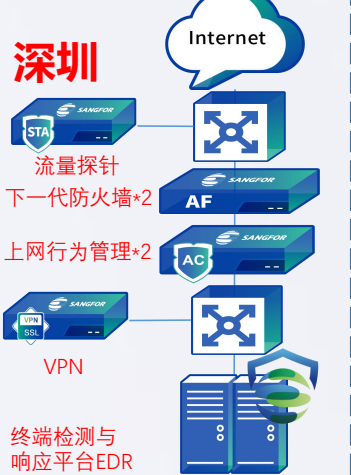 Internet
深圳
SANGFOR
STA
流量探针
下一代防火墙*2
SANGFOR
AF
上网行为管理*2
SANGFOR
AC
SANGFOR
VPN
SSL
VPN
终端检测与
响应平台EDR